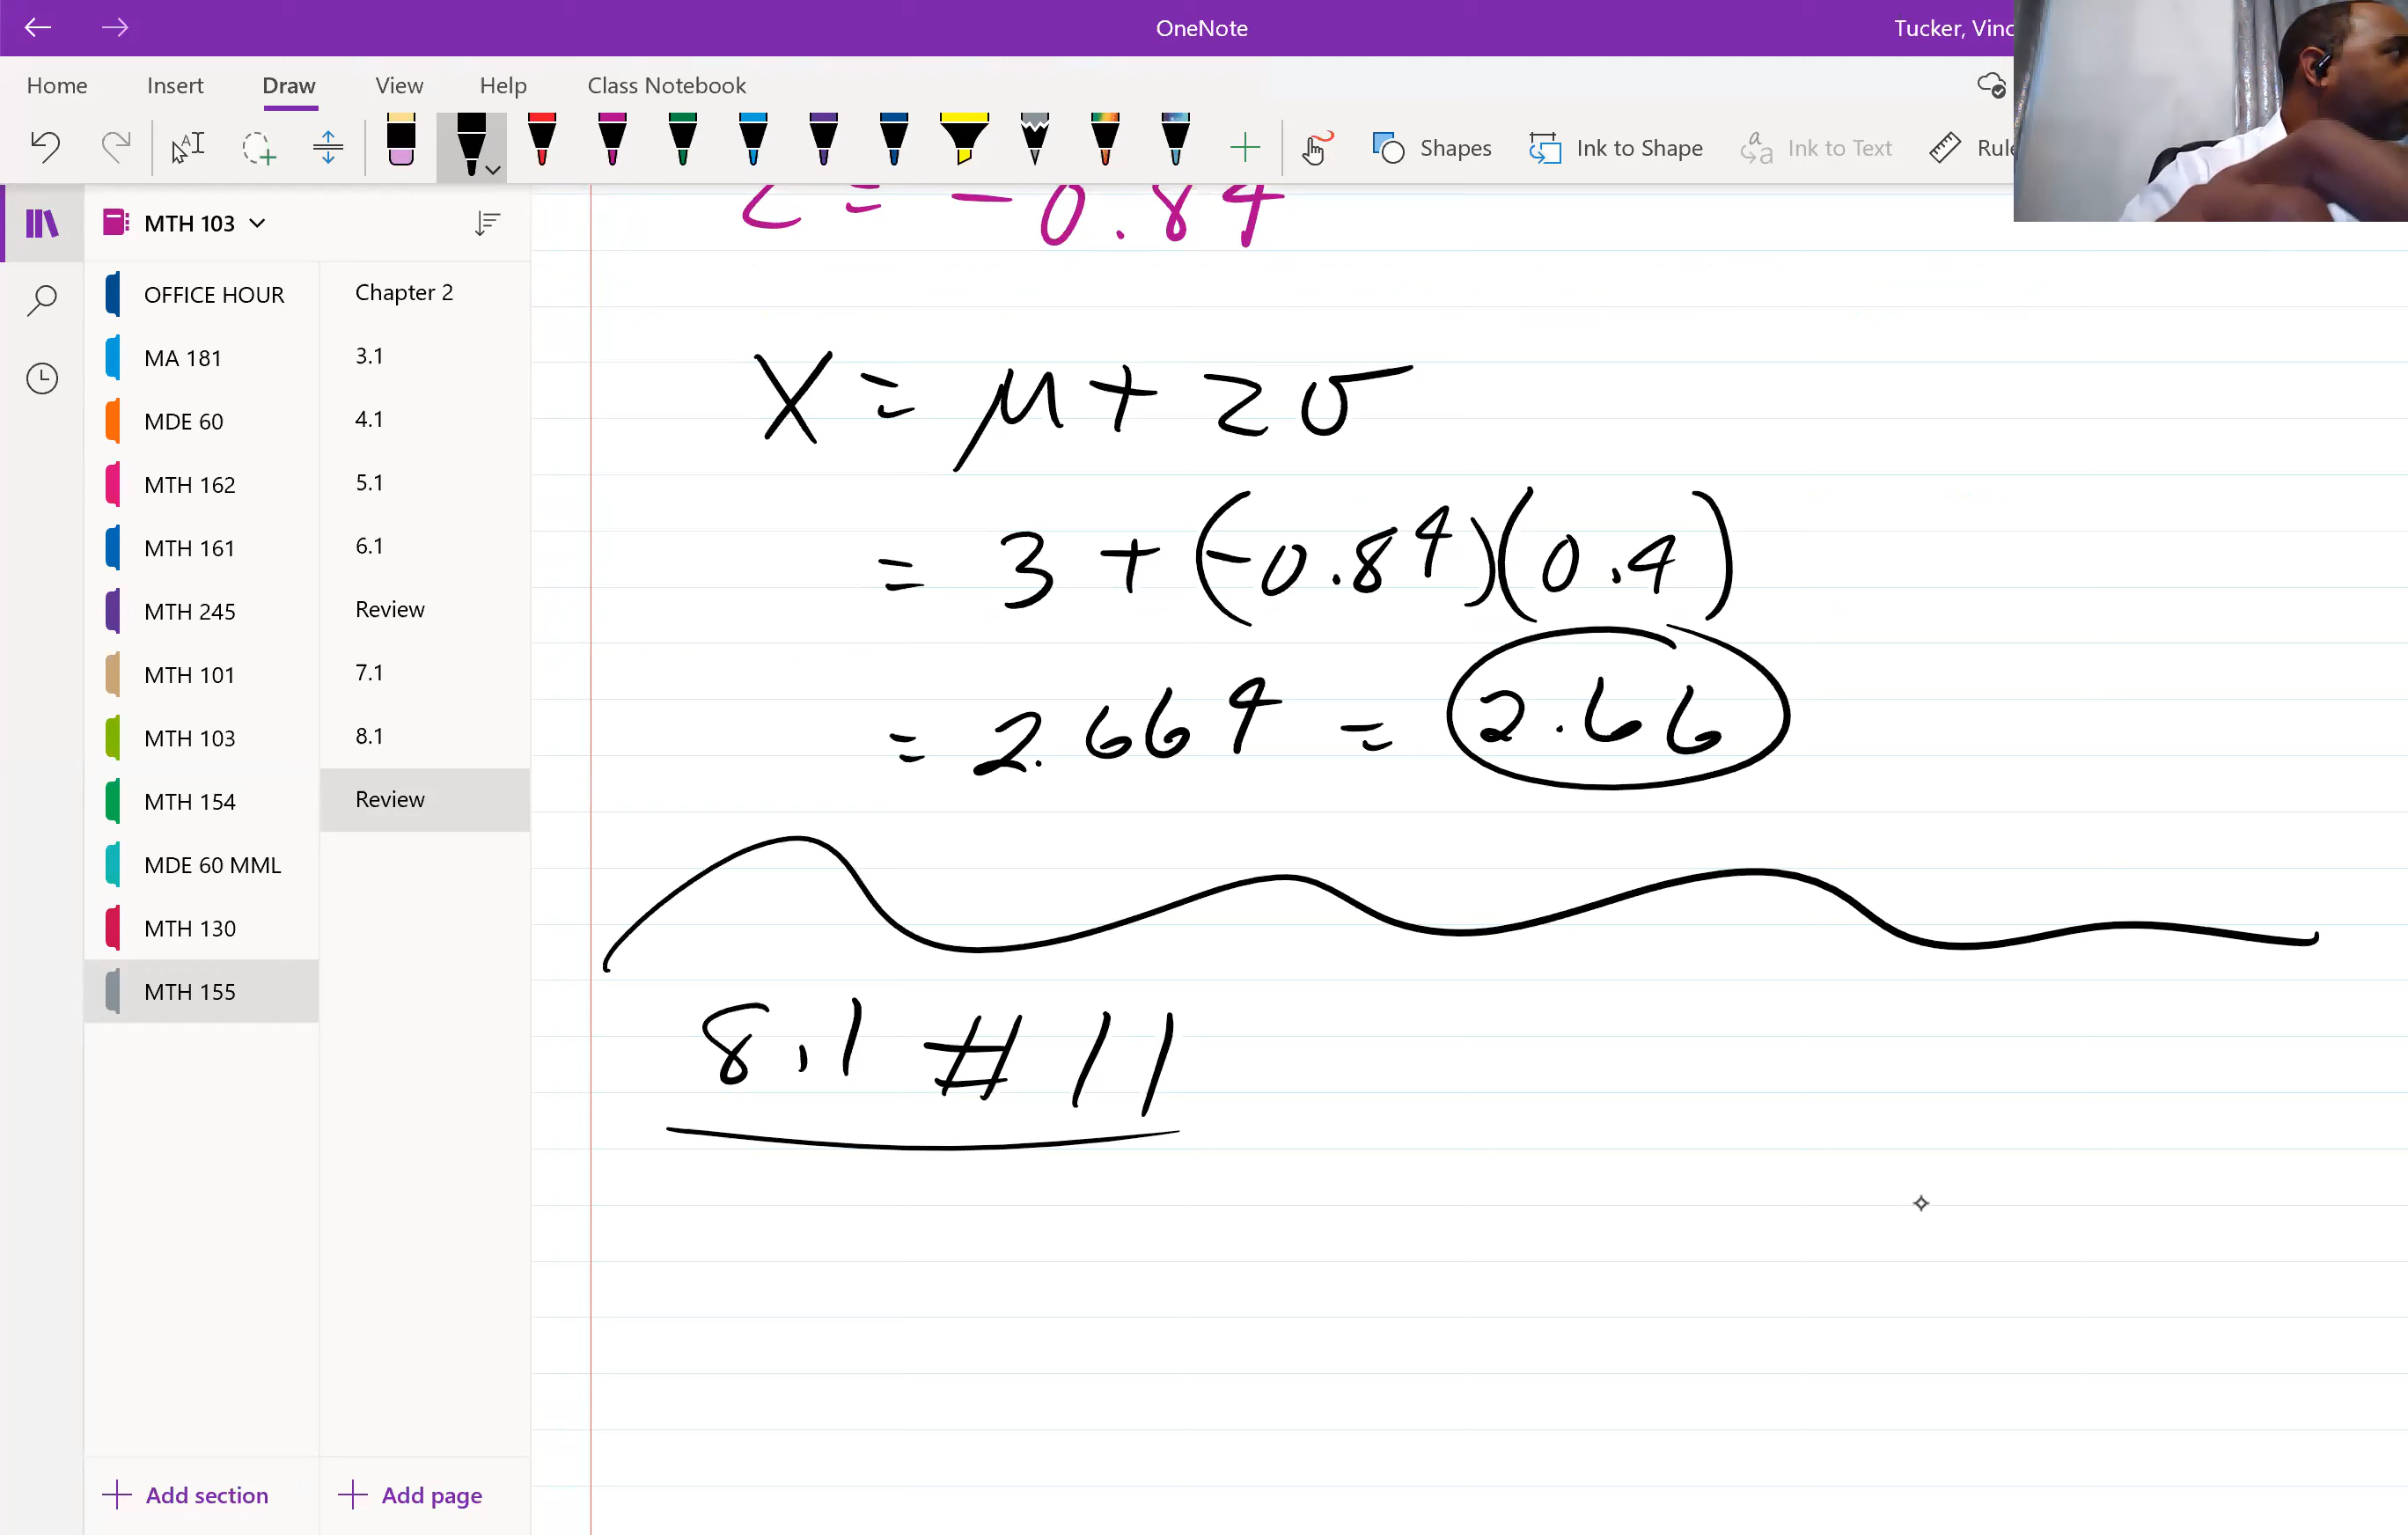 OneNote
Tucker, Vinc
Home Insert Draw View Help Class Notebook
Shapes Ink to Shape Ink to Text Rule
MTH 103
OFFICE HOUR
MA 181
MDE 60
MTH 162
MTH 161
MTH 245
MTH 101
MTH 103
MTH 154
MDE 60 MML
MTH 130
MTH 155
Add section
Chapter 2
3.1
4.1
5.1
6.1
Review
7.1
8.1
Review
Add page
z = -0.84
X = μ + zσ
= 3 + (-0.84)(0.4)
= 2.664 = 2.66
8.1 # 11